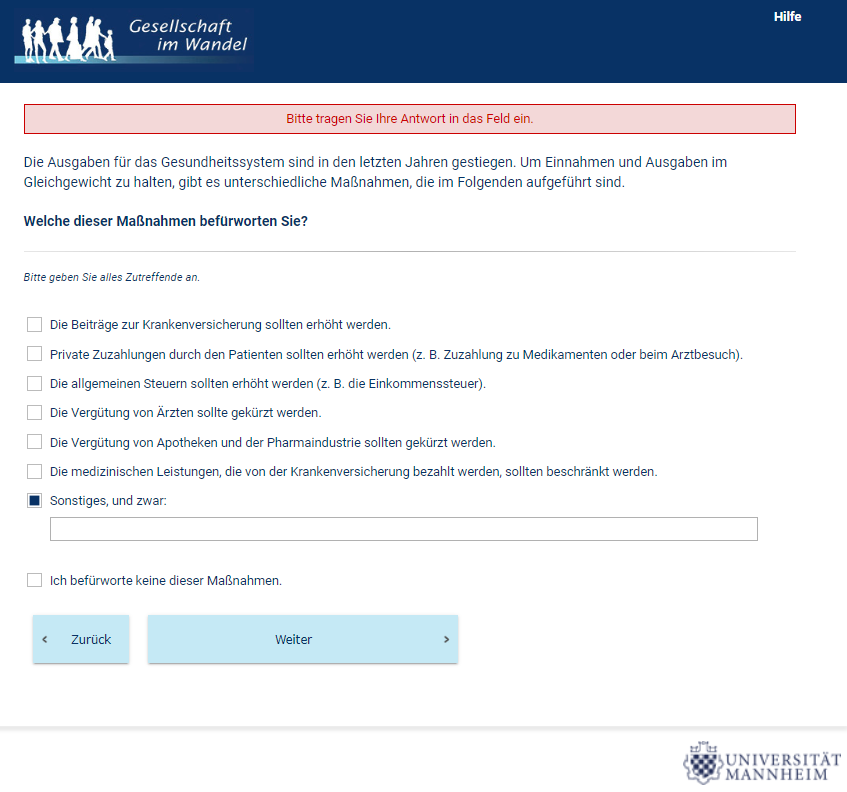 Gesellschaft
im Wandel
Hilfe
Bitte tragen Sie Ihre Antwort in das Feld ein.
Die Ausgaben für das Gesundheitssystem sind in den letzten Jahren gestiegen. Um Einnahmen und Ausgaben im
Gleichgewicht zu halten, gibt es unterschiedliche Maßnahmen, die im Folgenden aufgeführt sind.
Welche dieser Maßnahmen befürworten Sie?
Bitte geben Sie alles Zutreffende an.
Die Beiträge zur Krankenversicherung sollten erhöht werden.
Private Zuzahlungen durch den Patienten sollten erhöht werden (z. B. Zuzahlung zu Medikamenten oder beim Arztbesuch).
Die allgemeinen Steuern sollten erhöht werden (z. B. die Einkommenssteuer).
Die Vergütung von Ärzten sollte gekürzt werden.
Die Vergütung von Apotheken und der Pharmaindustrie sollten gekürzt werden.
Die medizinischen Leistungen, die von der Krankenversicherung bezahlt werden, sollten beschränkt werden.
Sonstiges, und zwar:
Ich befürworte keine dieser Maßnahmen.
‹ Zurück
Weiter ›
UNIVERSITÄT
MANNHEIM